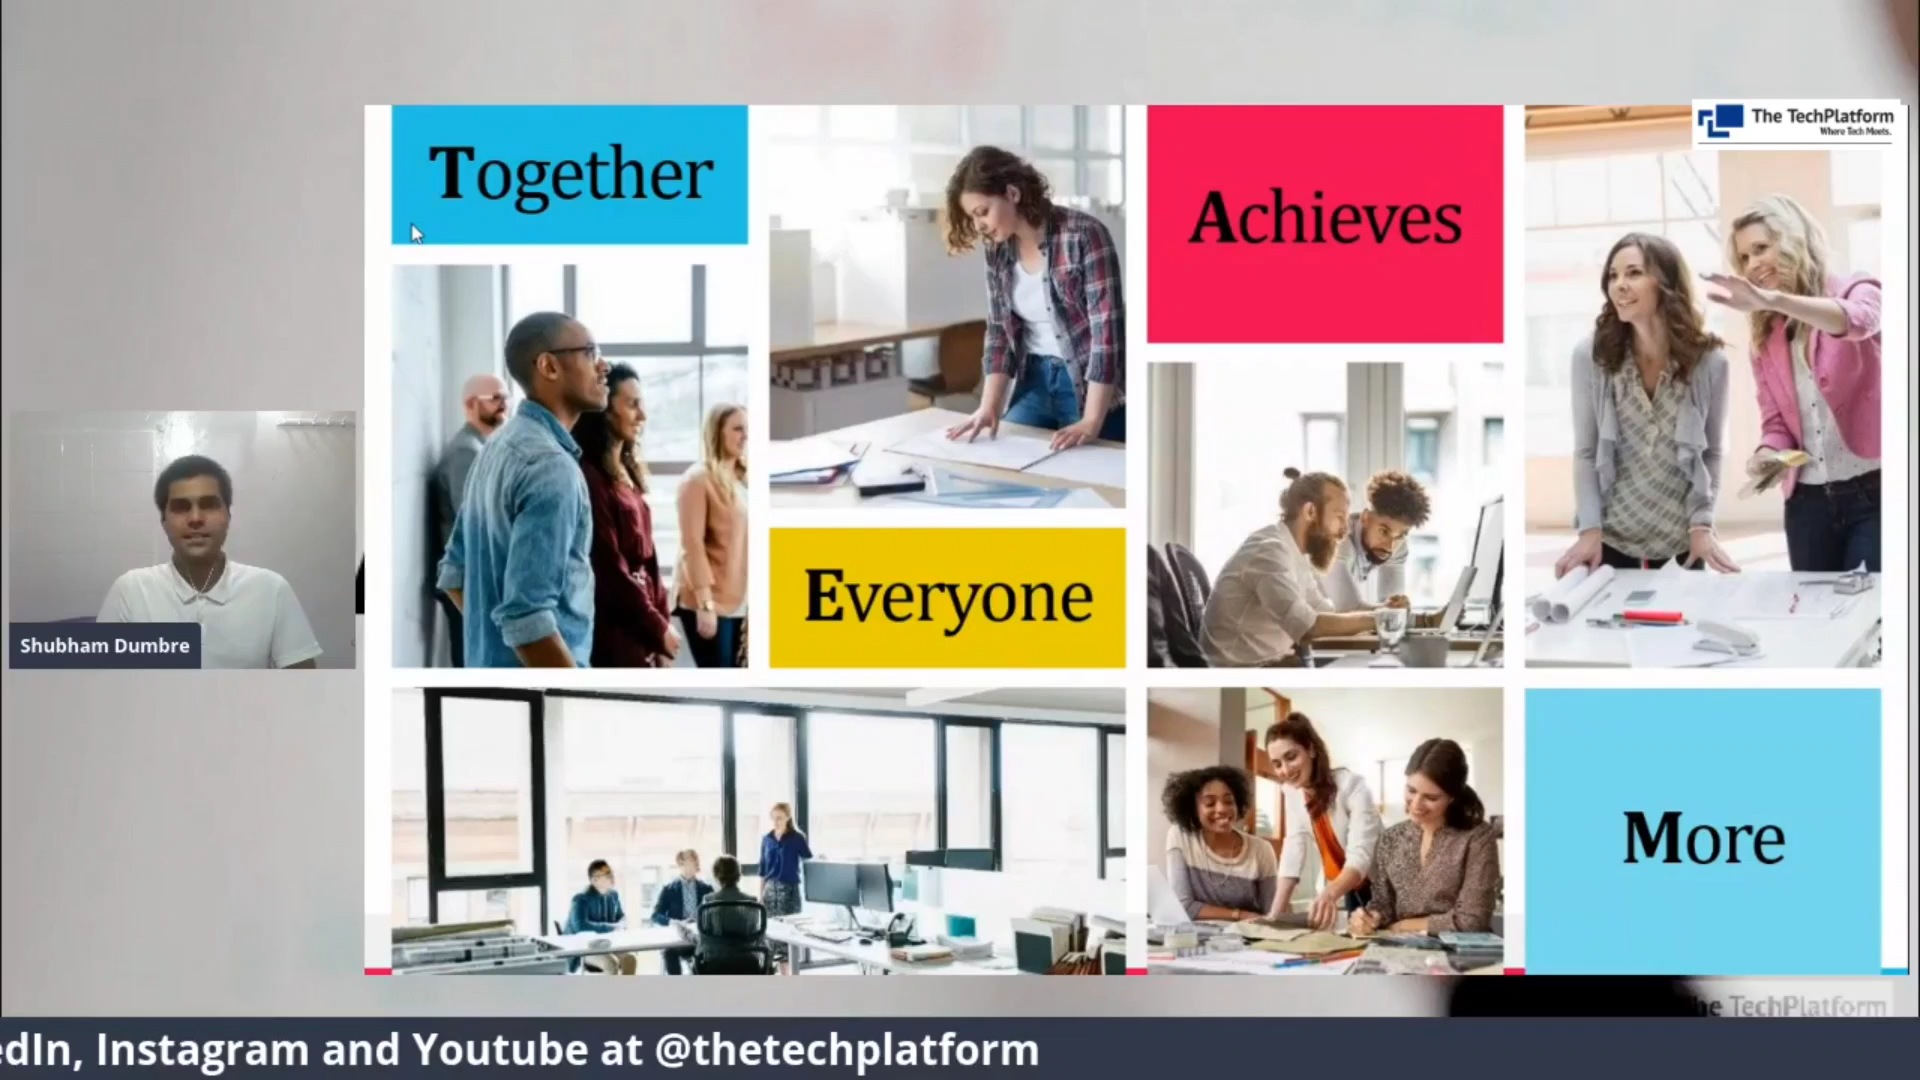 Together
Achieves
The TechPlatform
Where Tech Meets.
Everyone
Shubham Dumbre
More
he TechPlatform
edIn, Instagram and Youtube at @thetechplatform